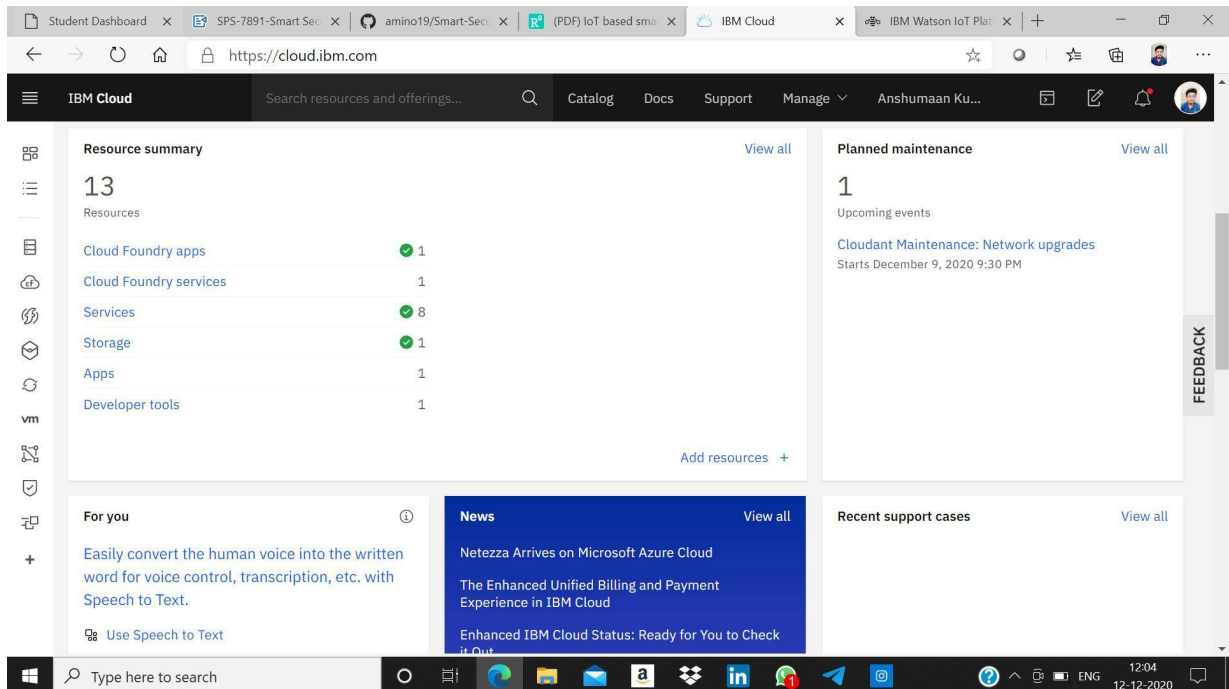 Student Dashboard
SPS-7891-Smart Sec
amino19/Smart-Secu
(PDF) IoT based sma
IBM Cloud
IBM Watson IoT Plat
https://cloud.ibm.com
IBM Cloud
Search resources and offerings...
Catalog
Docs
Support
Manage
Anshumaan Ku...
Resource summary
View all
13
Resources
Cloud Foundry apps 1
Cloud Foundry services 1
Services 8
Storage 1
Apps 1
Developer tools 1
Add resources +
Planned maintenance
View all
1
Upcoming events
Cloudant Maintenance: Network upgrades
Starts December 9, 2020 9:30 PM
FEEDBACK
cf
vm
For you
Easily convert the human voice into the written
word for voice control, transcription, etc. with
Speech to Text.
Use Speech to Text
News
View all
Netezza Arrives on Microsoft Azure Cloud
The Enhanced Unified Billing and Payment
Experience in IBM Cloud
Enhanced IBM Cloud Status: Ready for You to Check
it Out
Recent support cases
View all
Type here to search
a
in
1
ENG
12:04
12-12-2020